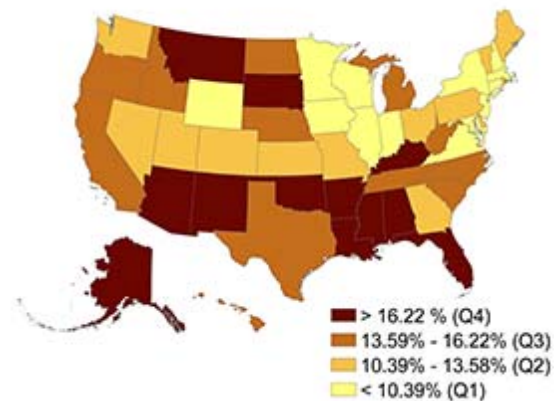 > 16.22 % (Q4)
13.59% - 16.22% (Q3)
10.39% - 13.58% (Q2)
< 10.39% (Q1)